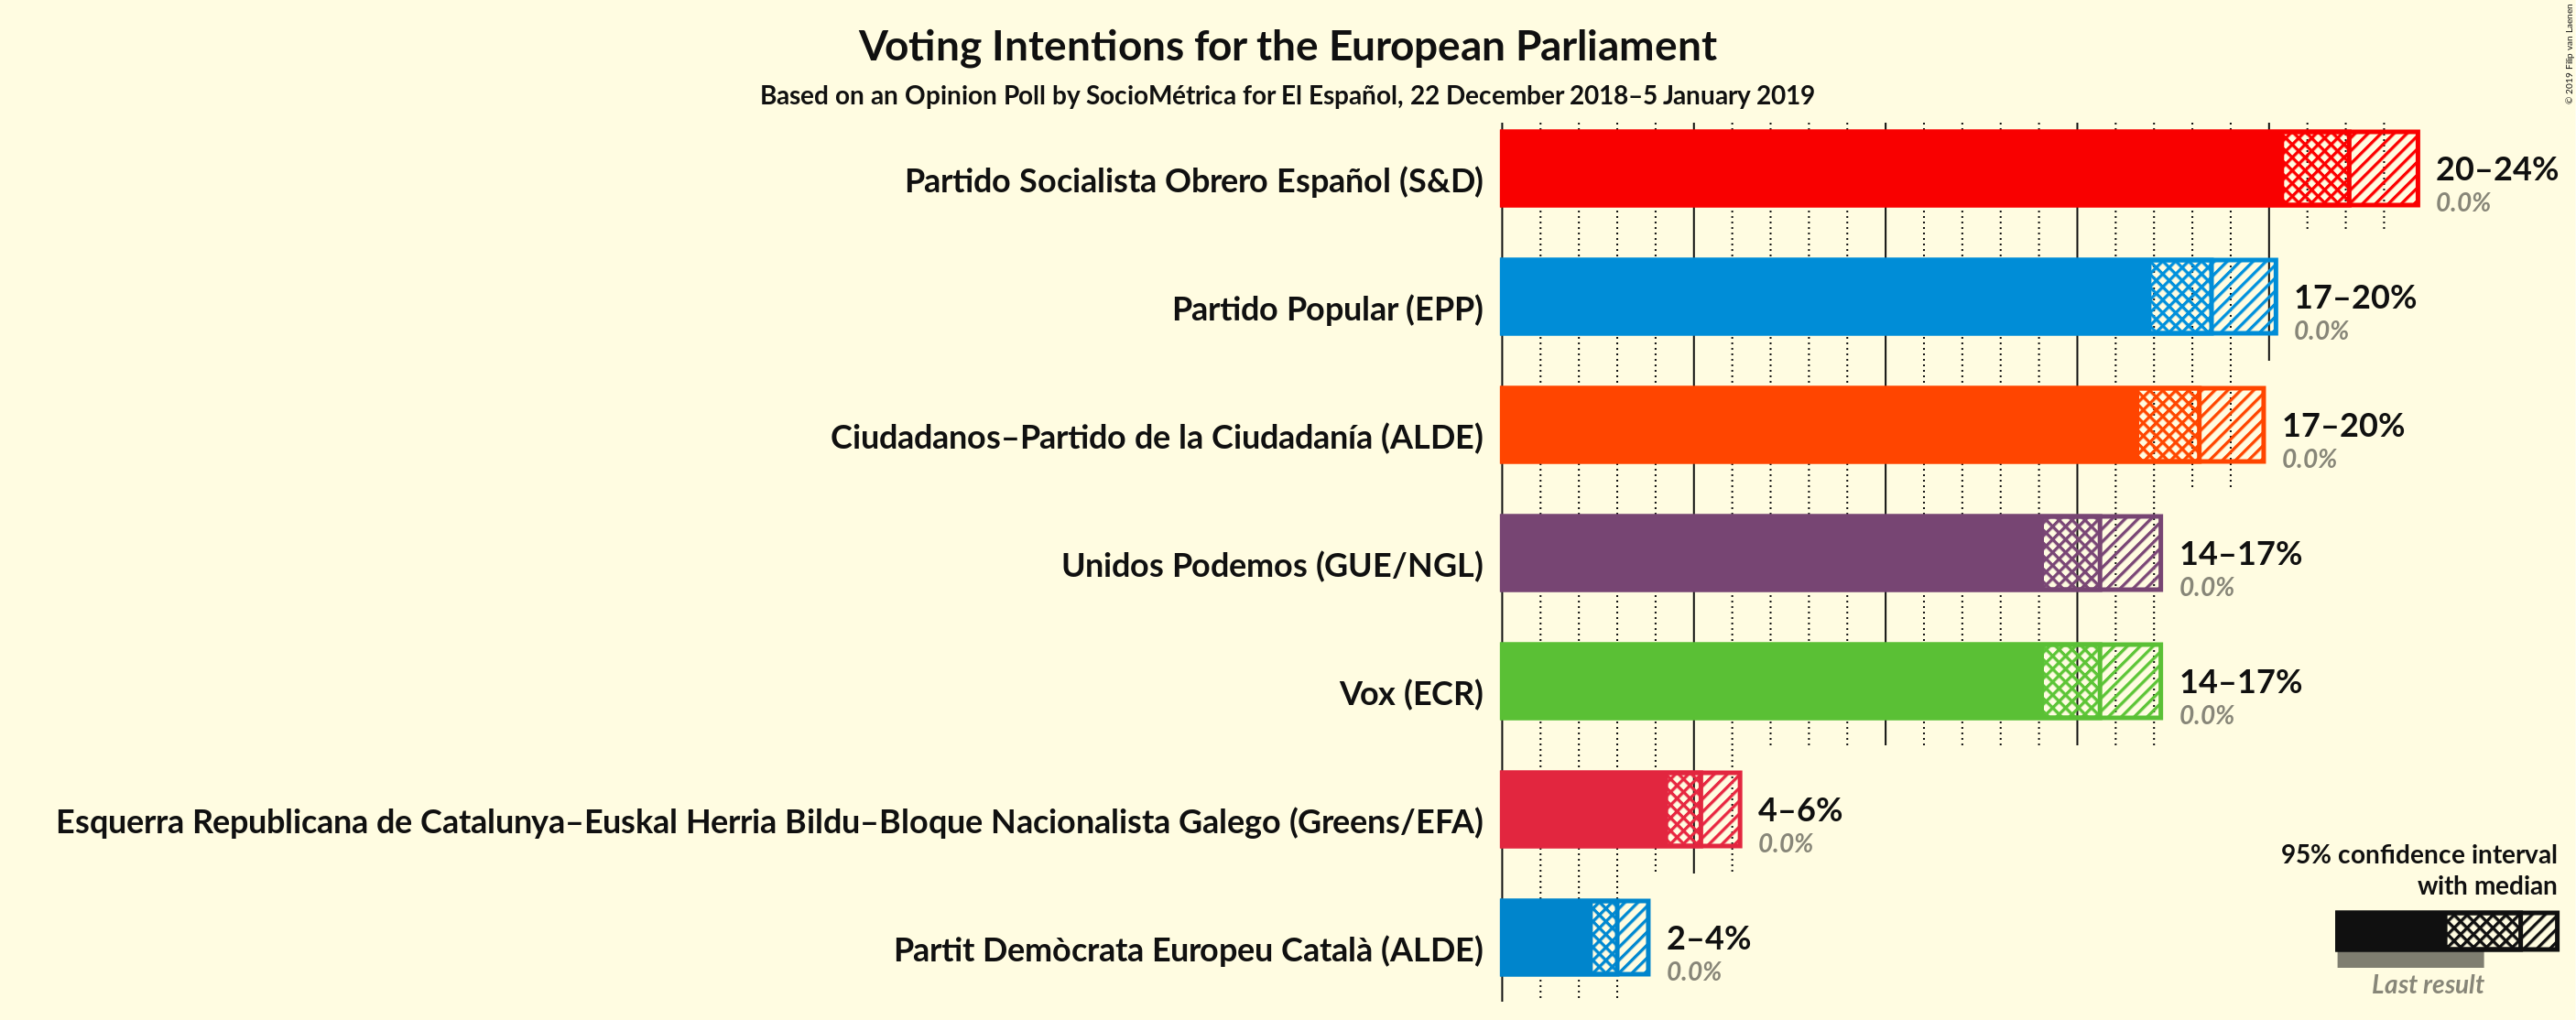 Voting Intentions for the European Parliament
Based on an Opinion Poll by SocioMétrica for El Español, 22 December 2018–5 January 2019
© 2019 Filip van Laenen
Partido Socialista Obrero Español (S&D)
20–24%
0.0%
Partido Popular (EPP)
17–20%
0.0%
Ciudadanos–Partido de la Ciudadanía (ALDE)
17–20%
0.0%
Unidos Podemos (GUE/NGL)
14–17%
0.0%
Vox (ECR)
14–17%
0.0%
Esquerra Republicana de Catalunya–Euskal Herria Bildu–Bloque Nacionalista Galego (Greens/EFA)
4–6%
0.0%
Partit Demòcrata Europeu Català (ALDE)
2–4%
0.0%
95% confidence interval
with median
Last result